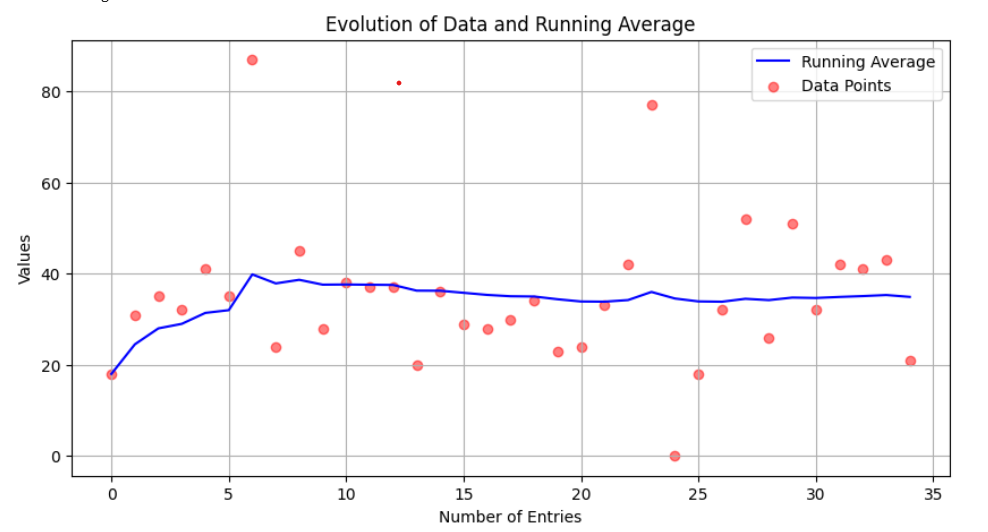 Evolution of Data and Running Average
Running Average
Data Points
80
60
40
20
0
Values
0 5 10 15 20 25 30 35
Number of Entries